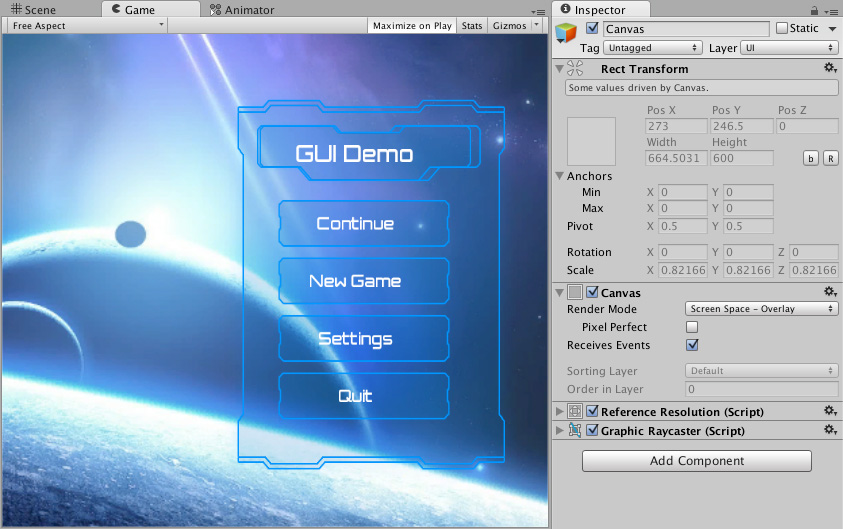 Scene Game Animator
Free Aspect Maximize on Play Stats Gizmos
GUI Demo
Continue
New Game
Settings
Quit
Inspector
Canvas Static
Tag Untagged Layer UI
Rect Transform
Some values driven by Canvas.
Pos X Pos Y Pos Z
273 246.5 0
Width Height
664.5031 600 b R
Anchors
Min X 0 Y 0
Max X 0 Y 0
Pivot X 0.5 Y 0.5
Rotation X 0 Y 0 Z 0
Scale X 0.82166 Y 0.82166 Z 0.82166
Canvas
Render Mode Screen Space - Overlay
Pixel Perfect
Receives Events
Sorting Layer Default
Order in Layer 0
Reference Resolution (Script)
Graphic Raycaster (Script)
Add Component